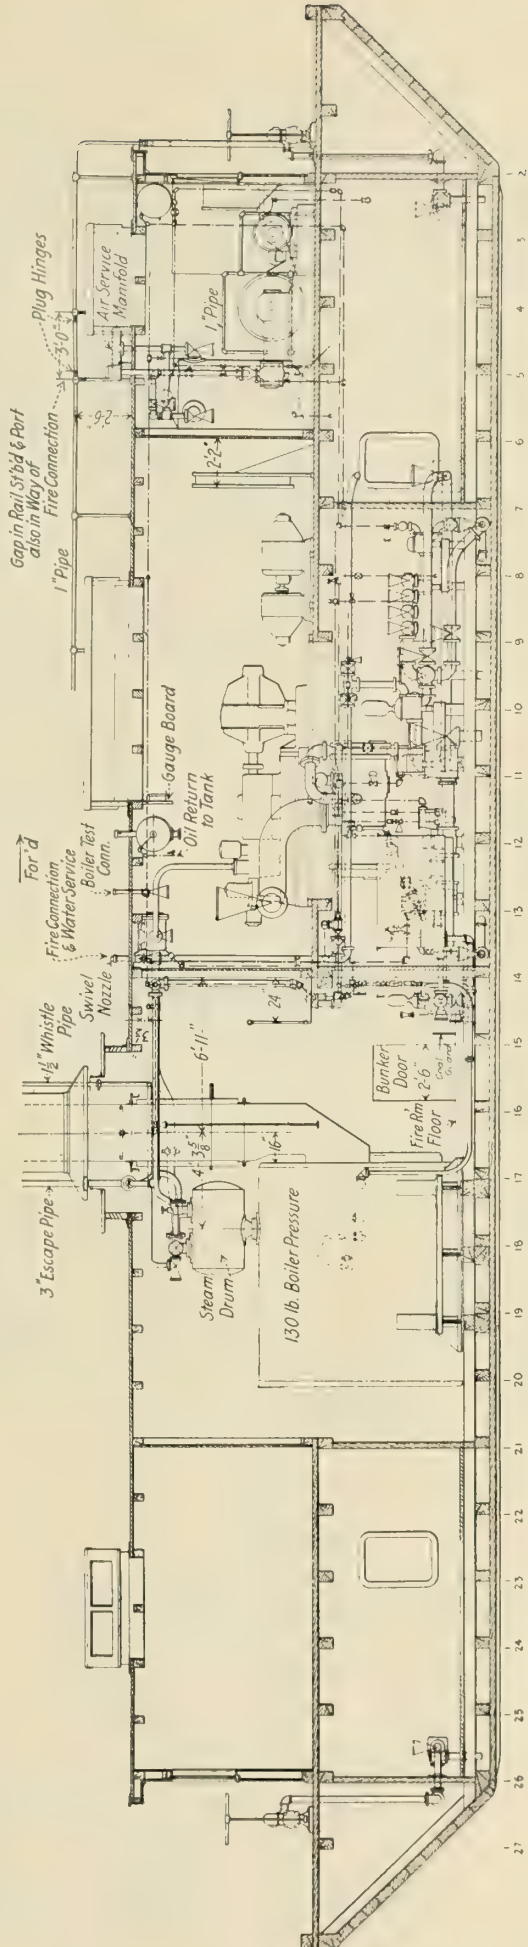 Gap in Rail St'b'd & Port
also in Way of
Fire Connection
Plug Hinges
3'-0"
1" Pipe
Air Service
Manifold
2'-6"
1" Pipe
2'-2"
For'd
Fire Connection
& Water Service
Boiler Test
Conn.
Gauge Board
Oil Return
to Tank
Swivel
Nozzle
1½" Whistle
Pipe
3" Escape Pipe
24"
6'-11"
4'-3⅝"
16"
Steam
Drum
130 lb. Boiler Pressure
Bunker
Door
2'-6"
Coal
Guard
Fire R'm
Floor
2 3 4 5 6 7 8 9 10 11 12 13 14 15 16 17 18 19 20 21 22 23 24 25 26 27